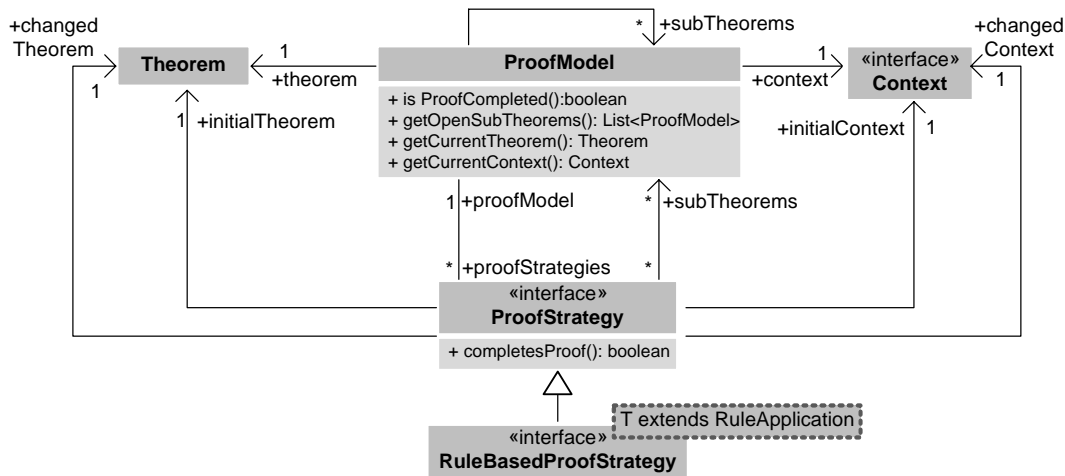 +changed
Theorem
1
Theorem
1
+theorem
1
+initialTheorem
*
+subTheorems
ProofModel
+ is ProofCompleted():boolean
+ getOpenSubTheorems(): List<ProofModel>
+ getCurrentTheorem(): Theorem
+ getCurrentContext(): Context
1
+context
«interface»
Context
+changed
Context
1
+initialContext
1
1
+proofModel
*
+subTheorems
*
+proofStrategies
*
«interface»
ProofStrategy
+ completesProof(): boolean
T extends RuleApplication
«interface»
RuleBasedProofStrategy